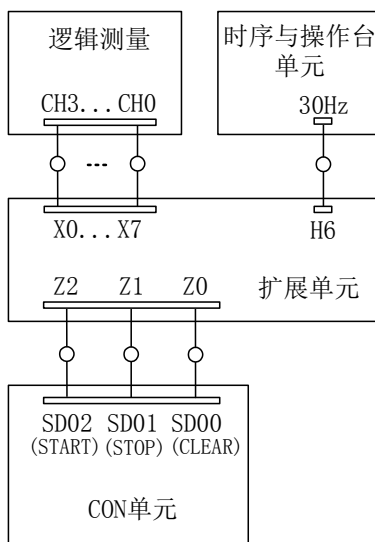 逻辑测量
CH3...CH0
时序与操作台
单元
30Hz
X0...X7
H6
Z2 Z1 Z0
扩展单元
SD02 SD01 SD00
(START) (STOP) (CLEAR)
CON单元